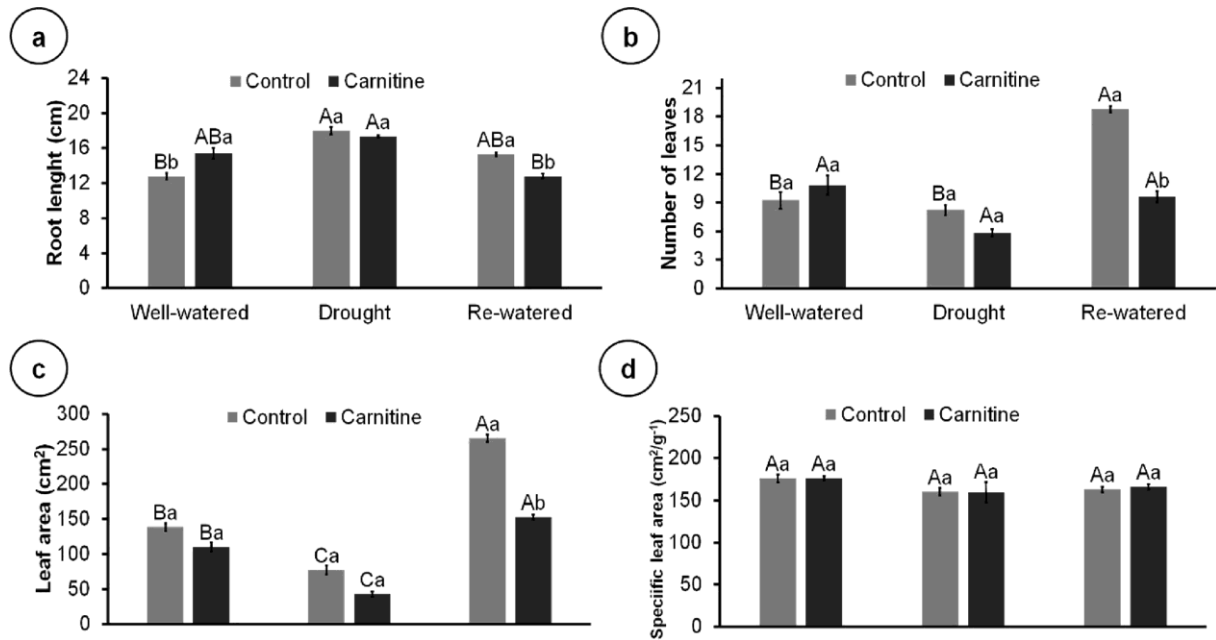 a
Control Carnitine
Root lenght (cm)
24
20
16
12
8
4
0
Bb ABa Aa Aa ABa Bb
Well-watered Drought Re-watered
b
Control Carnitine
Number of leaves
21
18
15
12
9
6
3
0
Ba Aa Ba Aa Aa Ab
Well-watered Drought Re-watered
c
Control Carnitine
Leaf area (cm²)
300
250
200
150
100
50
0
Ba Ba Ca Ca Aa Ab
d
Control Carnitine
Speciific leaf area (cm²/g⁻¹)
250
200
150
100
50
0
Aa Aa Aa Aa Aa Aa